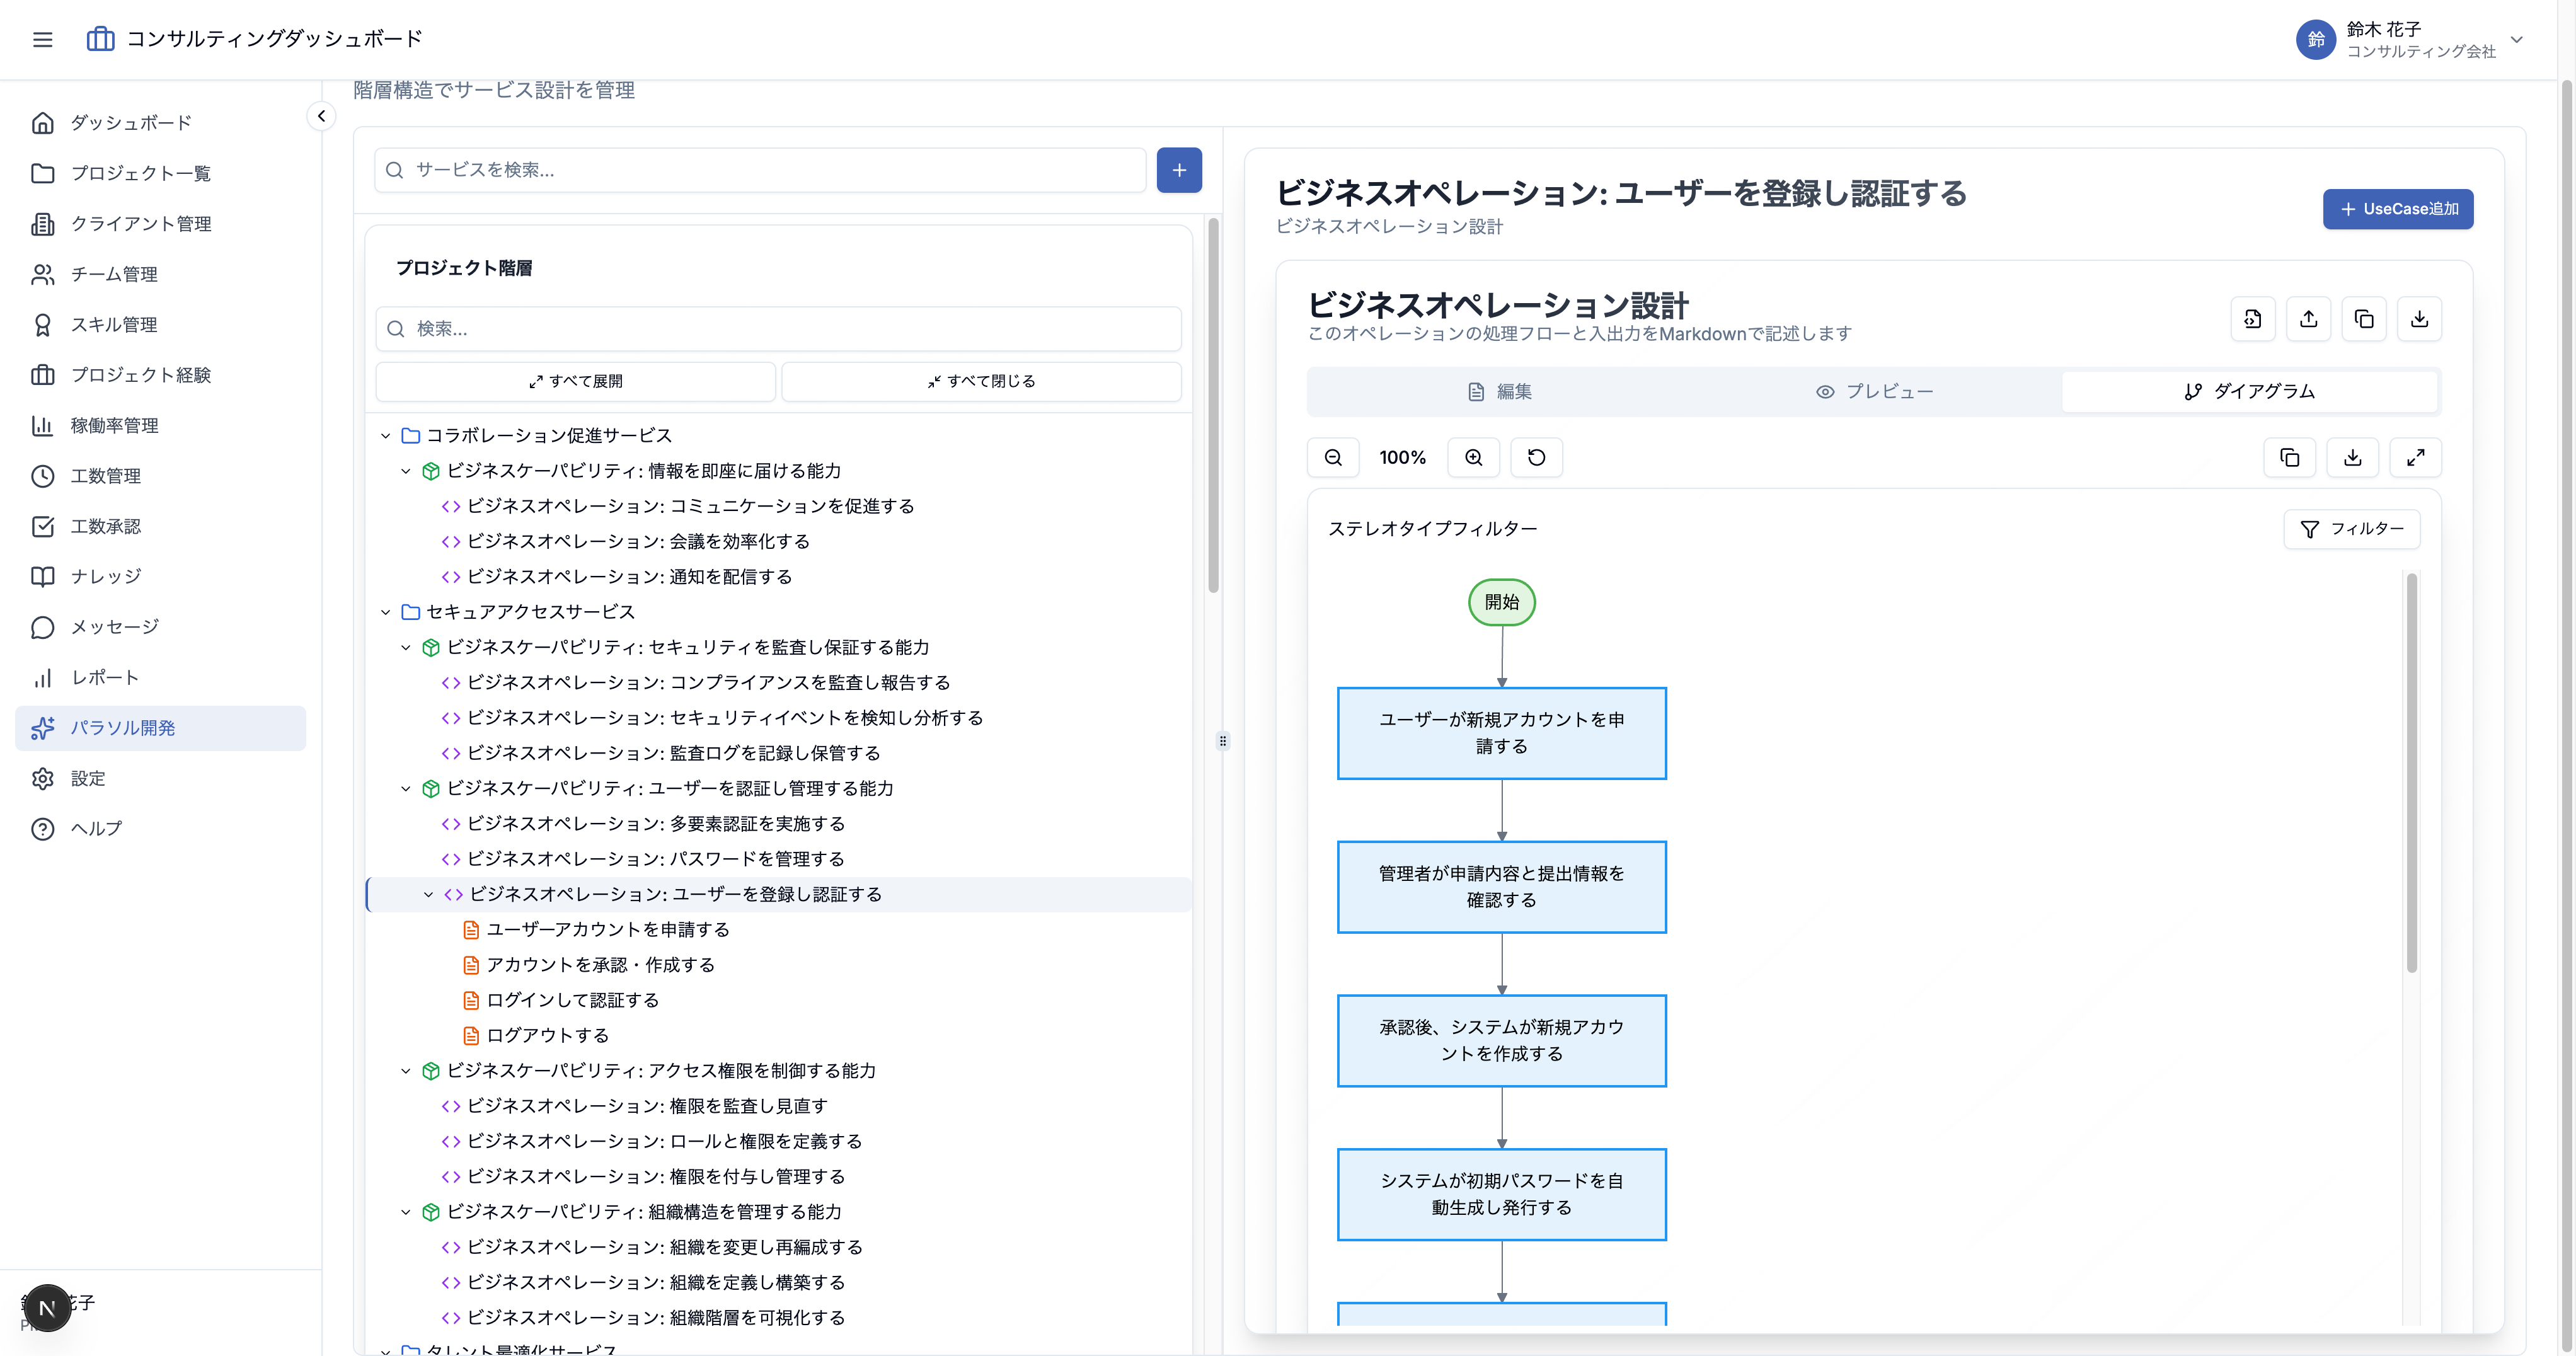 コンサルティングダッシュボード
鈴
鈴木 花子
コンサルティング会社
ダッシュボード
プロジェクト一覧
クライアント管理
チーム管理
スキル管理
プロジェクト経験
稼働率管理
工数管理
工数承認
ナレッジ
メッセージ
レポート
パラソル開発
設定
ヘルプ
N
花子
階層構造でサービス設計を管理
サービスを検索...
プロジェクト階層
検索...
すべて展開
すべて閉じる
コラボレーション促進サービス
ビジネスケーパビリティ: 情報を即座に届ける能力
ビジネスオペレーション: コミュニケーションを促進する
ビジネスオペレーション: 会議を効率化する
ビジネスオペレーション: 通知を配信する
セキュアアクセスサービス
ビジネスケーパビリティ: セキュリティを監査し保証する能力
ビジネスオペレーション: コンプライアンスを監査し報告する
ビジネスオペレーション: セキュリティイベントを検知し分析する
ビジネスオペレーション: 監査ログを記録し保管する
ビジネスケーパビリティ: ユーザーを認証し管理する能力
ビジネスオペレーション: 多要素認証を実施する
ビジネスオペレーション: パスワードを管理する
ビジネスオペレーション: ユーザーを登録し認証する
ユーザーアカウントを申請する
アカウントを承認・作成する
ログインして認証する
ログアウトする
ビジネスケーパビリティ: アクセス権限を制御する能力
ビジネスオペレーション: 権限を監査し見直す
ビジネスオペレーション: ロールと権限を定義する
ビジネスオペレーション: 権限を付与し管理する
ビジネスケーパビリティ: 組織構造を管理する能力
ビジネスオペレーション: 組織を変更し再編成する
ビジネスオペレーション: 組織を定義し構築する
ビジネスオペレーション: 組織階層を可視化する
タレント最適化サービス
ビジネスオペレーション: ユーザーを登録し認証する
ビジネスオペレーション設計
UseCase追加
ビジネスオペレーション設計
このオペレーションの処理フローと入出力をMarkdownで記述します
編集
プレビュー
ダイアグラム
100%
ステレオタイプフィルター
フィルター
開始
ユーザーが新規アカウントを申
請する
管理者が申請内容と提出情報を
確認する
承認後、システムが新規アカウ
ントを作成する
システムが初期パスワードを自
動生成し発行する